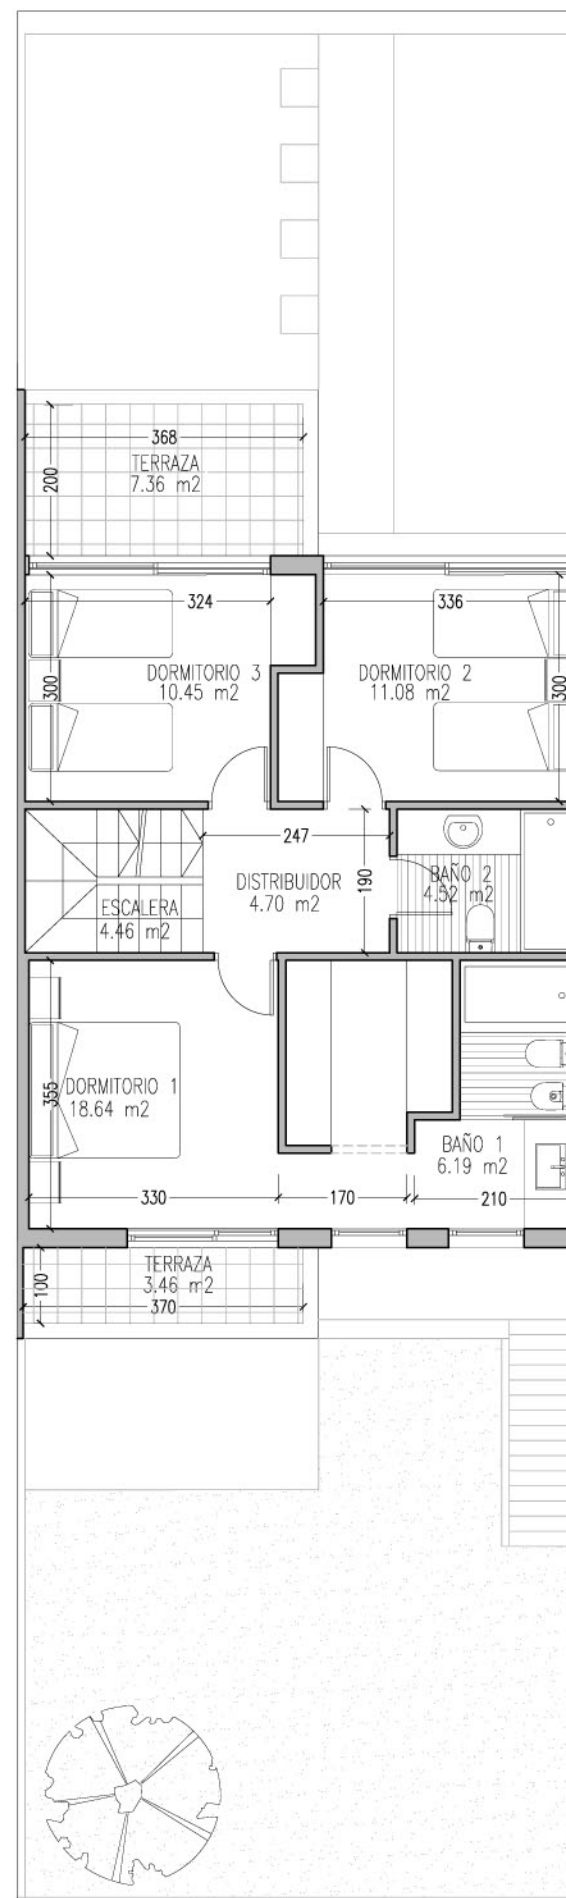 368
TERRAZA
7.36 m2
200
324
336
DORMITORIO 3
10.45 m2
DORMITORIO 2
11.08 m2
300
300
247
DISTRIBUIDOR
4.70 m2
190
BAÑO 2
4.52 m2
ESCALERA
4.46 m2
355
DORMITORIO 1
18.64 m2
BAÑO 1
6.19 m2
330
170
210
TERRAZA
3.46 m2
100
370